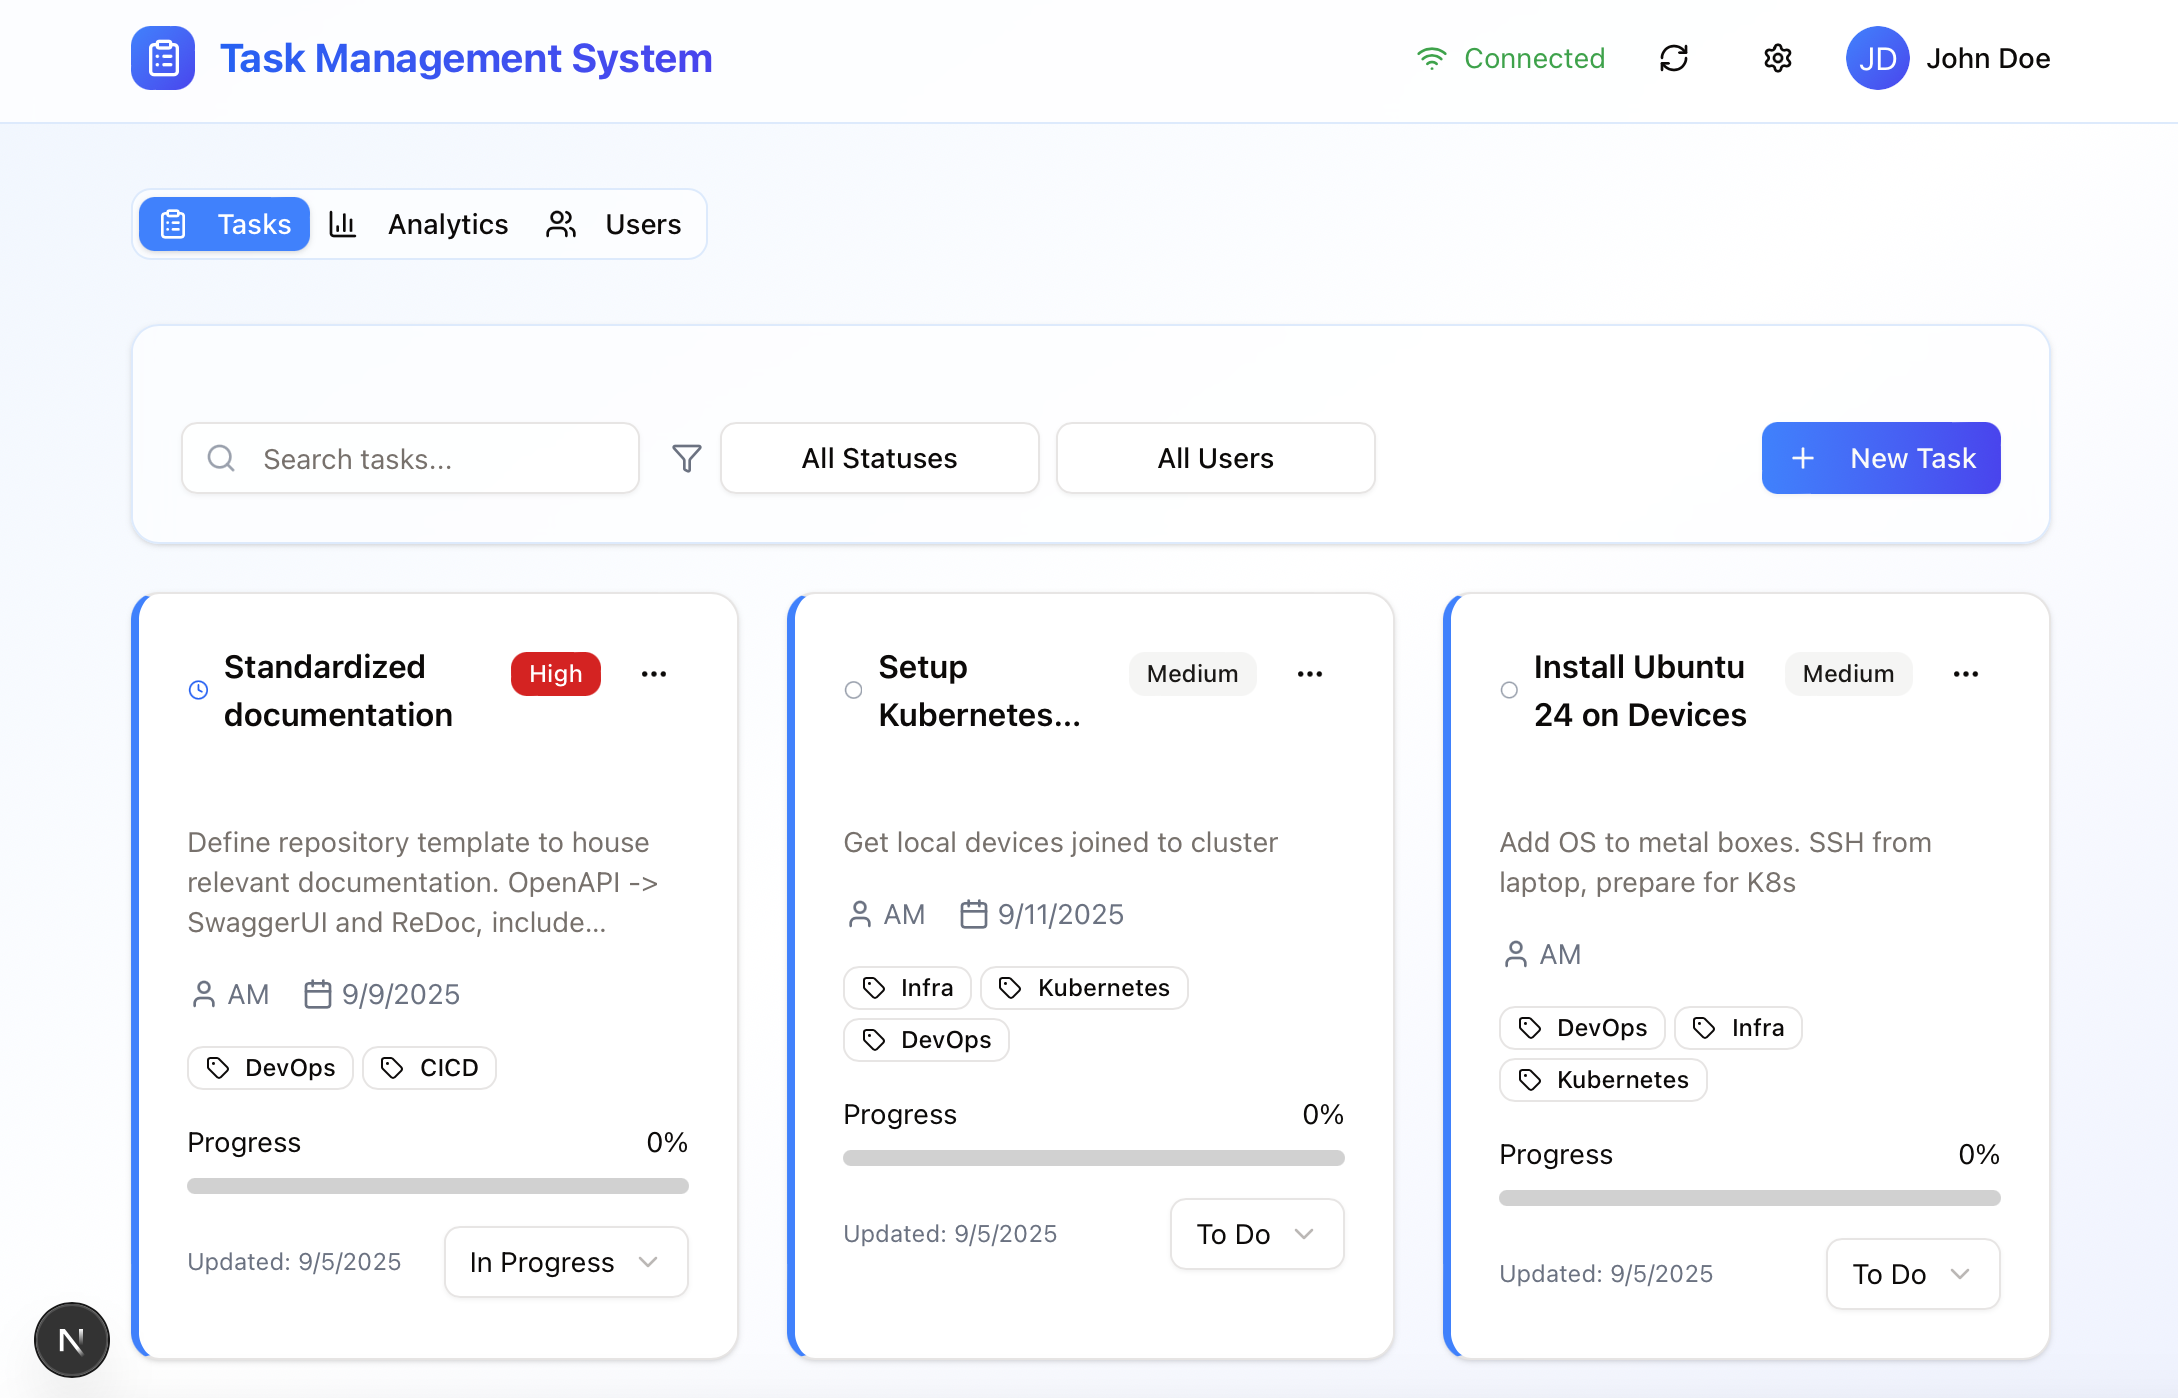 Task Management System
Connected
JD
John Doe
Tasks
Analytics
Users
Search tasks...
All Statuses
All Users
+ New Task
Standardized
documentation
High
Define repository template to house
relevant documentation. OpenAPI ->
SwaggerUI and ReDoc, include...
AM
9/9/2025
DevOps
CICD
Progress
0%
Updated: 9/5/2025
In Progress
Setup
Kubernetes...
Medium
Get local devices joined to cluster
AM
9/11/2025
Infra
Kubernetes
DevOps
Progress
0%
Updated: 9/5/2025
To Do
Install Ubuntu
24 on Devices
Medium
Add OS to metal boxes. SSH from
laptop, prepare for K8s
AM
DevOps
Infra
Kubernetes
Progress
0%
Updated: 9/5/2025
To Do
N